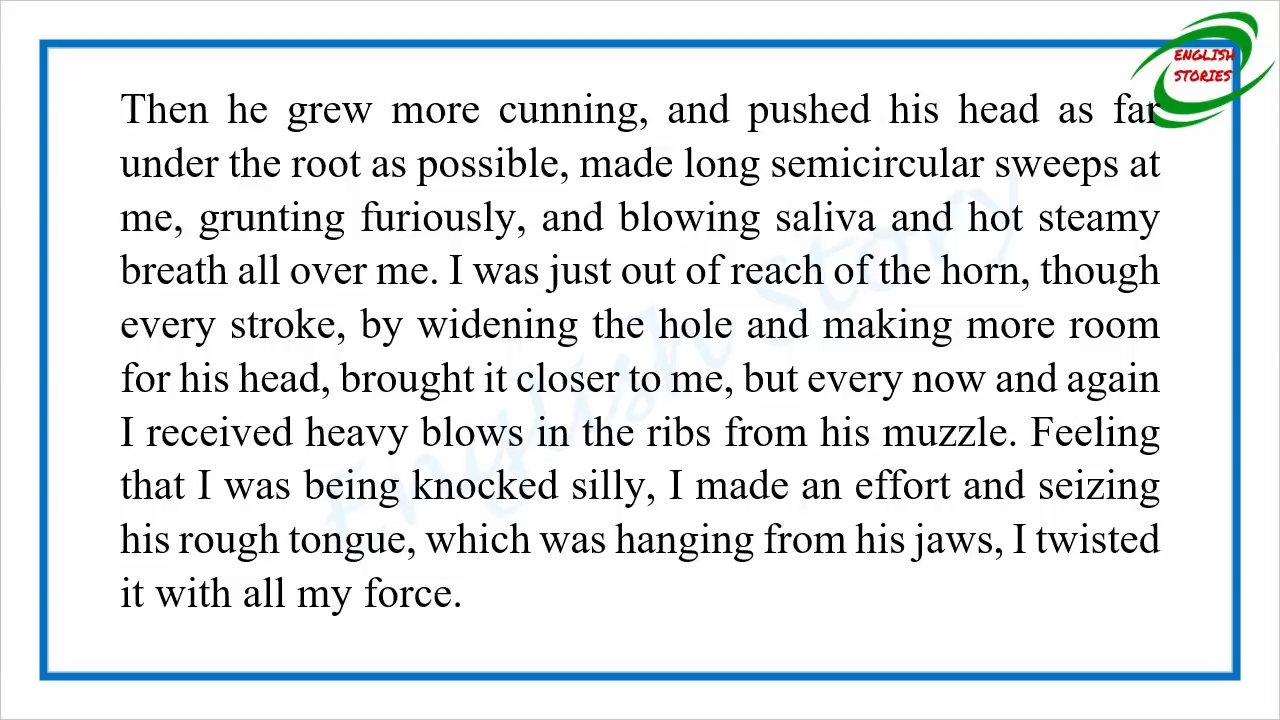 ENGLISH
STORIES
Then he grew more cunning, and pushed his head as far
under the root as possible, made long semicircular sweeps at
me, grunting furiously, and blowing saliva and hot steamy
breath all over me. I was just out of reach of the horn, though
every stroke, by widening the hole and making more room
for his head, brought it closer to me, but every now and again
I received heavy blows in the ribs from his muzzle. Feeling
that I was being knocked silly, I made an effort and seizing
his rough tongue, which was hanging from his jaws, I twisted
it with all my force.
English Story